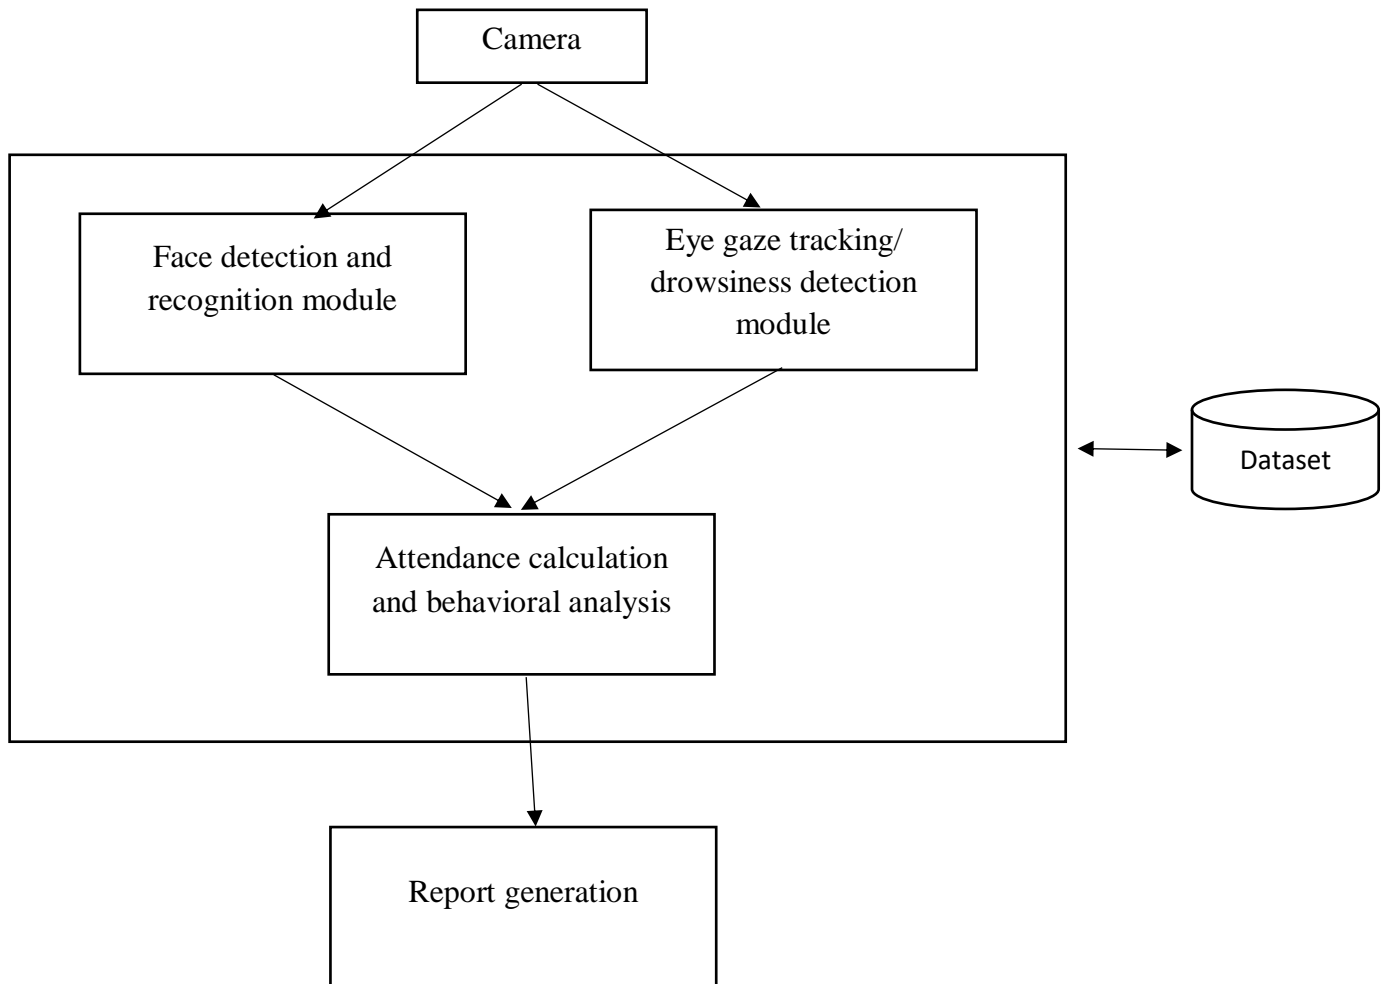 Camera
Face detection and
recognition module
Eye gaze tracking/
drowsiness detection
module
Dataset
Attendance calculation
and behavioral analysis
Report generation